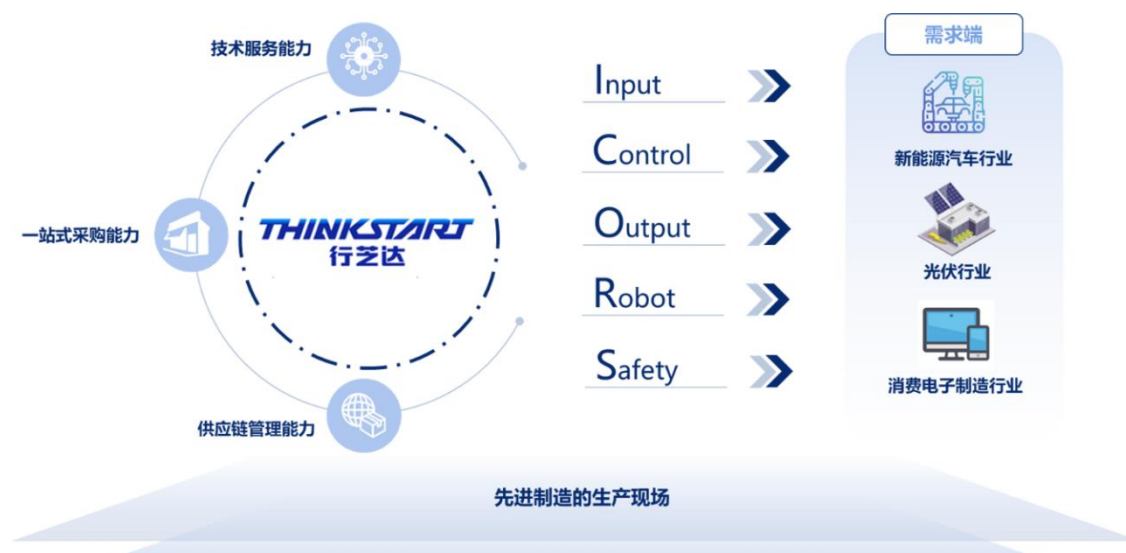 技术服务能力
一站式采购能力
THINKSTART
行芝达
供应链管理能力
Input
Control
Output
Robot
Safety
需求端
新能源汽车行业
光伏行业
消费电子制造行业
先进制造的生产现场